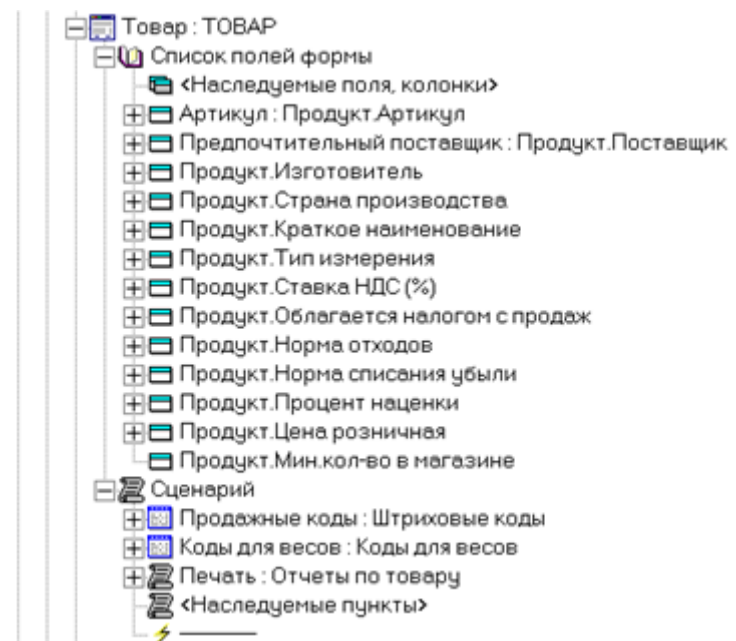 Товар : ТОВАР
Список полей формы
<Наследуемые поля, колонки>
Артикул : Продукт.Артикул
Предпочтительный поставщик : Продукт.Поставщик
Продукт.Изготовитель
Продукт.Страна производства
Продукт.Краткое наименование
Продукт.Тип измерения
Продукт.Ставка НДС (%)
Продукт.Облагается налогом с продаж
Продукт.Норма отходов
Продукт.Норма списания убыли
Продукт.Процент наценки
Продукт.Цена розничная
Продукт.Мин.кол-во в магазине
Сценарий
Продажные коды : Штриховые коды
Коды для весов : Коды для весов
Печать : Отчеты по товару
<Наследуемые пункты>